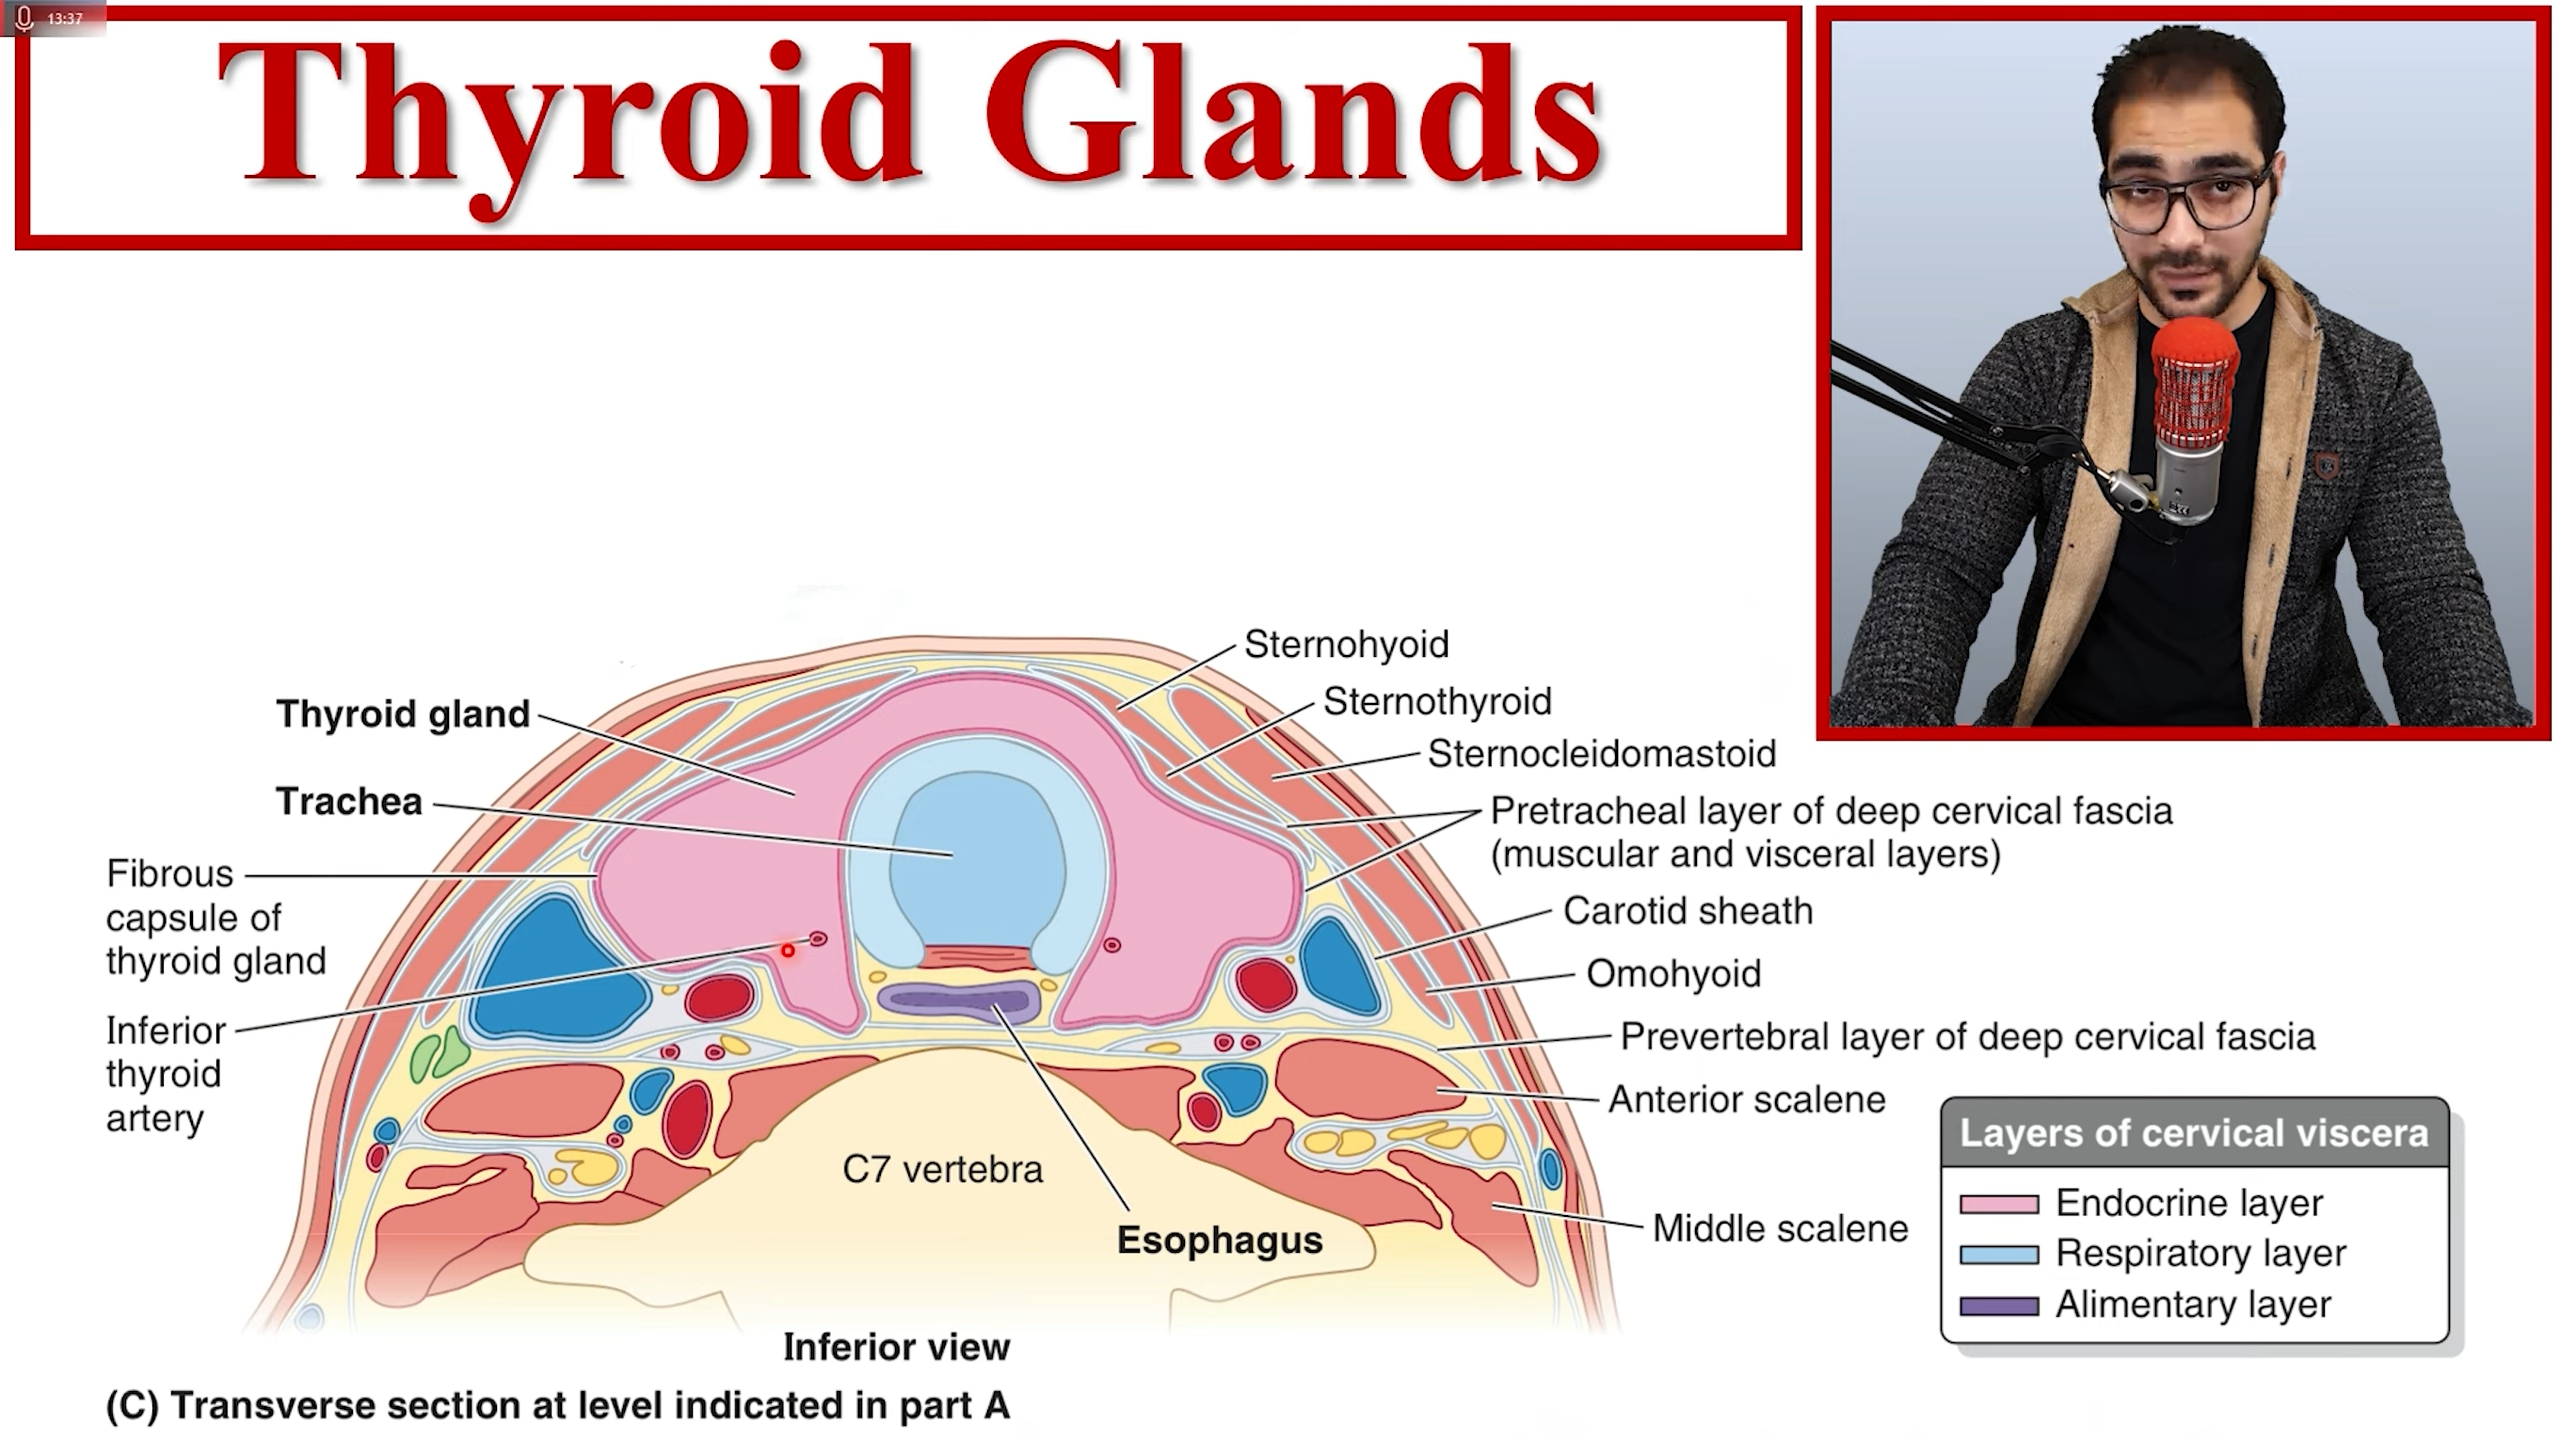 13:37
Thyroid Glands
Sternohyoid
Thyroid gland
Sternothyroid
Sternocleidomastoid
Trachea
Pretracheal layer of deep cervical fascia
(muscular and visceral layers)
Fibrous
capsule of
thyroid gland
Carotid sheath
Omohyoid
Inferior
thyroid
artery
Prevertebral layer of deep cervical fascia
Anterior scalene
C7 vertebra
Esophagus
Middle scalene
Layers of cervical viscera
Endocrine layer
Respiratory layer
Alimentary layer
Inferior view
(C) Transverse section at level indicated in part A